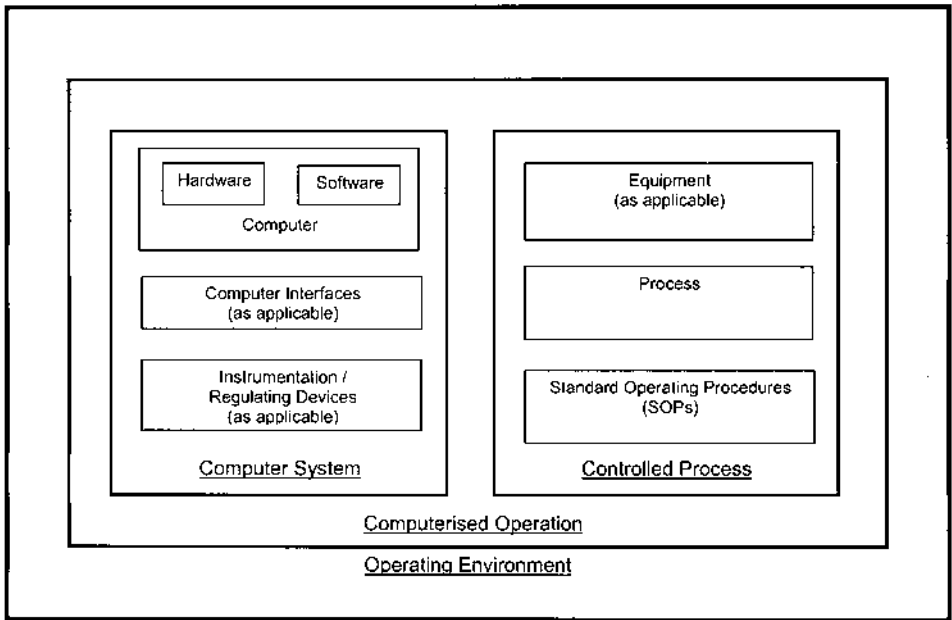 Hardware
Software
Computer
Computer Interfaces
(as applicable)
Instrumentation /
Regulating Devices
(as applicable)
Computer System
Equipment
(as applicable)
Process
Standard Operating Procedures
(SOPs)
Controlled Process
Computerised Operation
Operating Environment